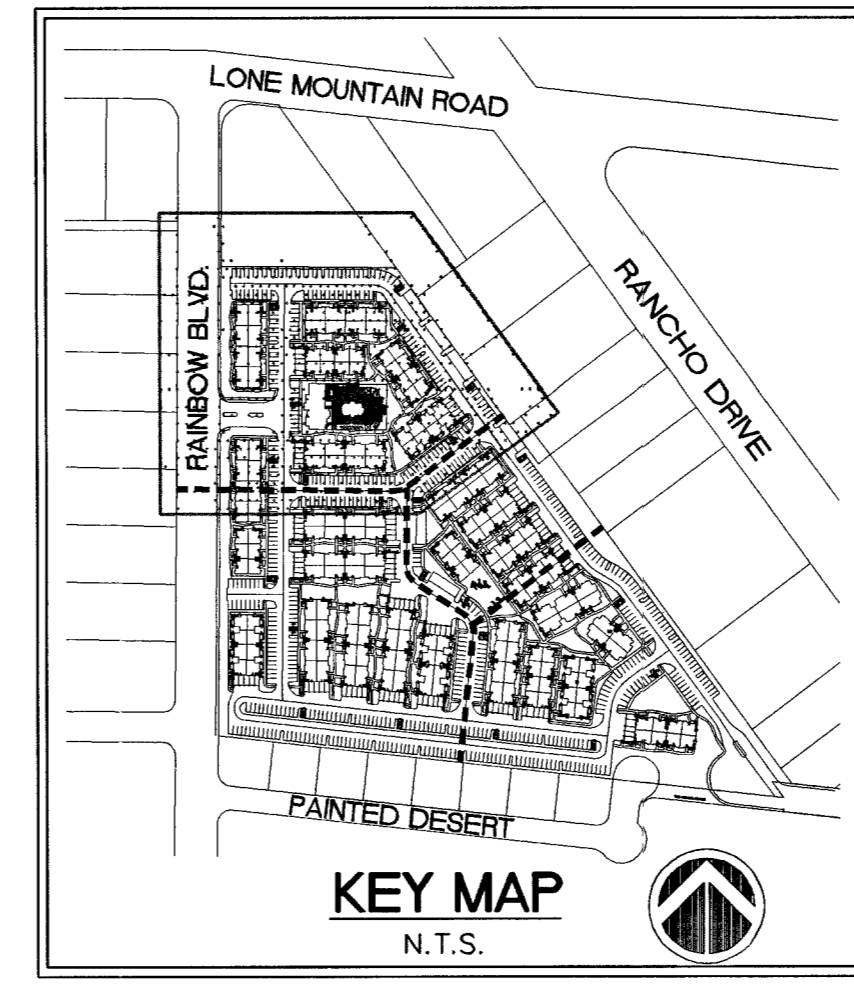 LONE MOUNTAIN ROAD
RAINBOW BLVD.
RANCHO DRIVE
PAINTED DESERT
KEY MAP
N.T.S.